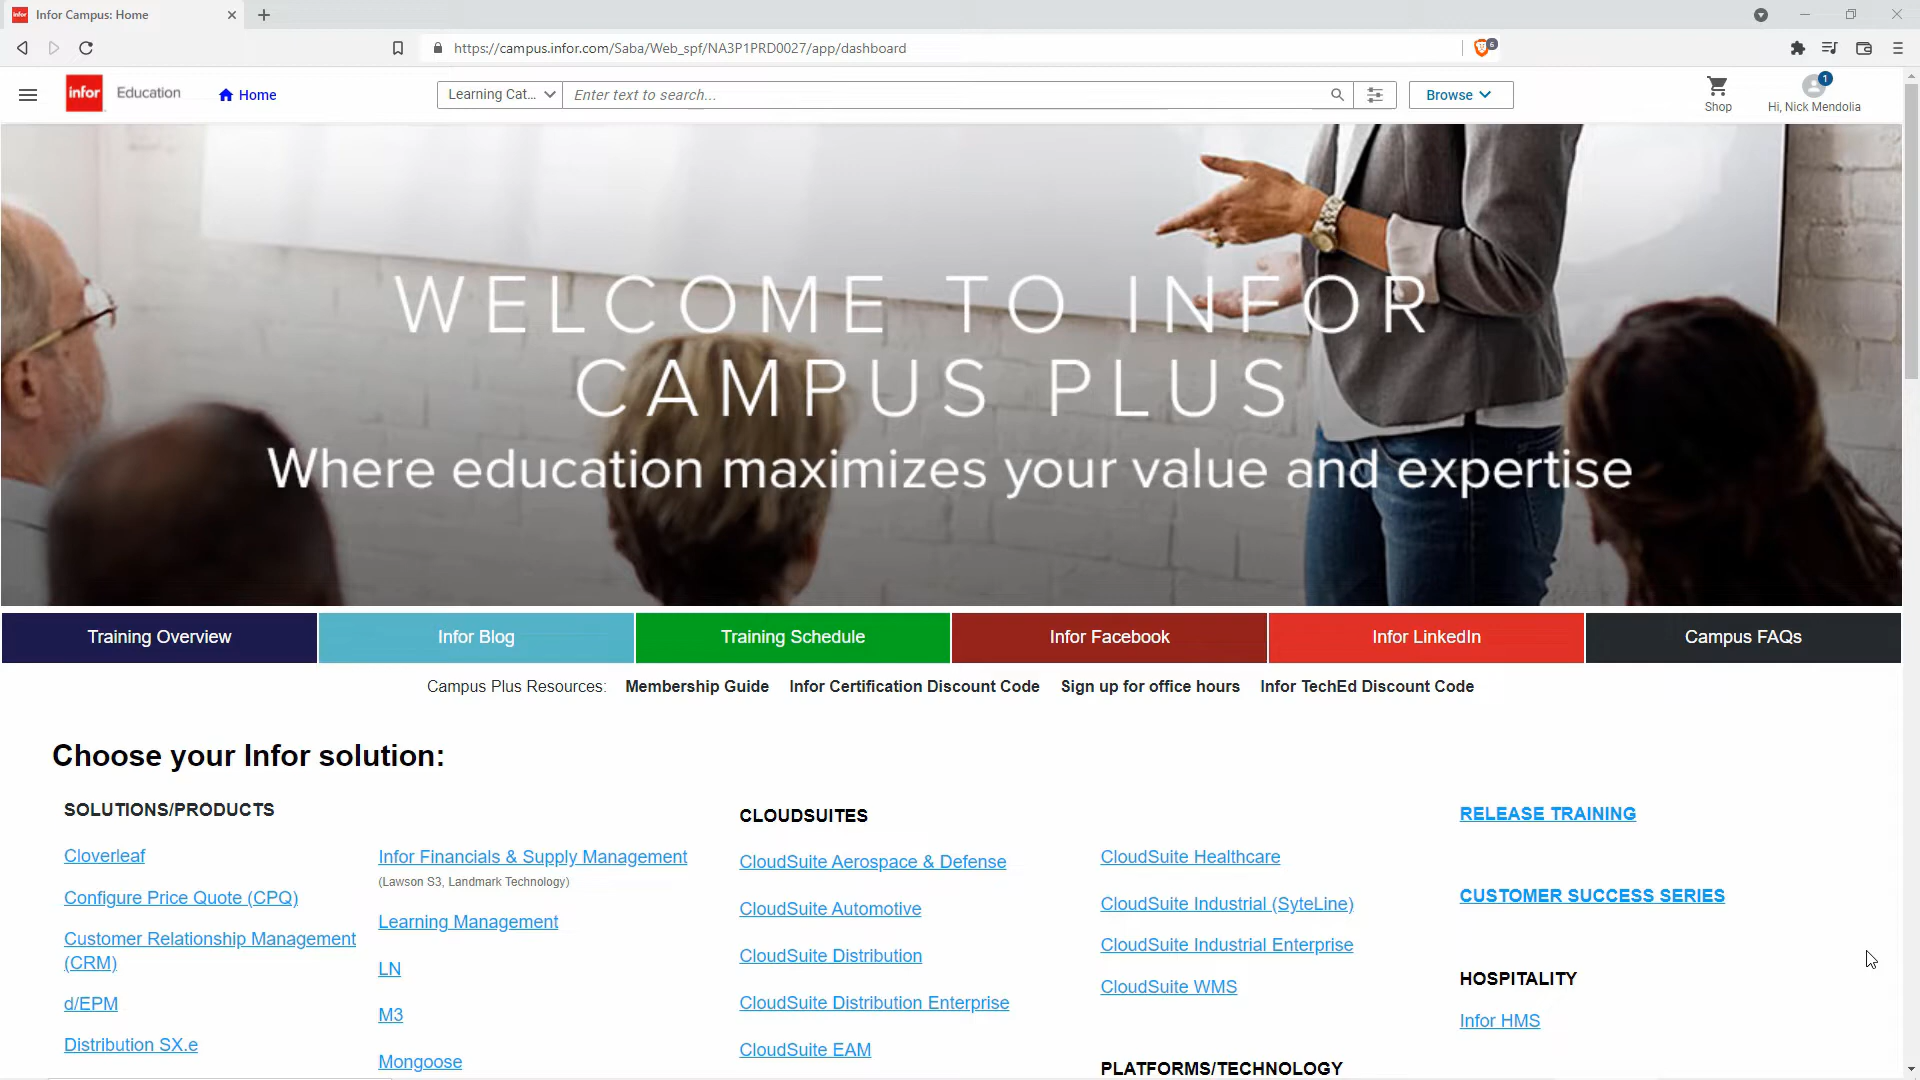 infor
Infor Campus: Home
https://campus.infor.com/Saba/Web_spf/NA3P1PRD0027/app/dashboard
6
infor
Education
Home
Learning Cat...
Enter text to search...
Browse
Shop
1
Hi, Nick Mendolia
WELCOME TO INFOR
CAMPUS PLUS
Where education maximizes your value and expertise
Training Overview
Infor Blog
Training Schedule
Infor Facebook
Infor LinkedIn
Campus FAQs
Campus Plus Resources: Membership Guide Infor Certification Discount Code Sign up for office hours Infor TechEd Discount Code
Choose your Infor solution:
SOLUTIONS/PRODUCTS
Cloverleaf
Configure Price Quote (CPQ)
Customer Relationship Management
(CRM)
d/EPM
Distribution SX.e
Infor Financials & Supply Management
(Lawson S3, Landmark Technology)
Learning Management
LN
M3
Mongoose
CLOUDSUITES
CloudSuite Aerospace & Defense
CloudSuite Automotive
CloudSuite Distribution
CloudSuite Distribution Enterprise
CloudSuite EAM
CloudSuite Healthcare
CloudSuite Industrial (SyteLine)
CloudSuite Industrial Enterprise
CloudSuite WMS
PLATFORMS/TECHNOLOGY
RELEASE TRAINING
CUSTOMER SUCCESS SERIES
HOSPITALITY
Infor HMS